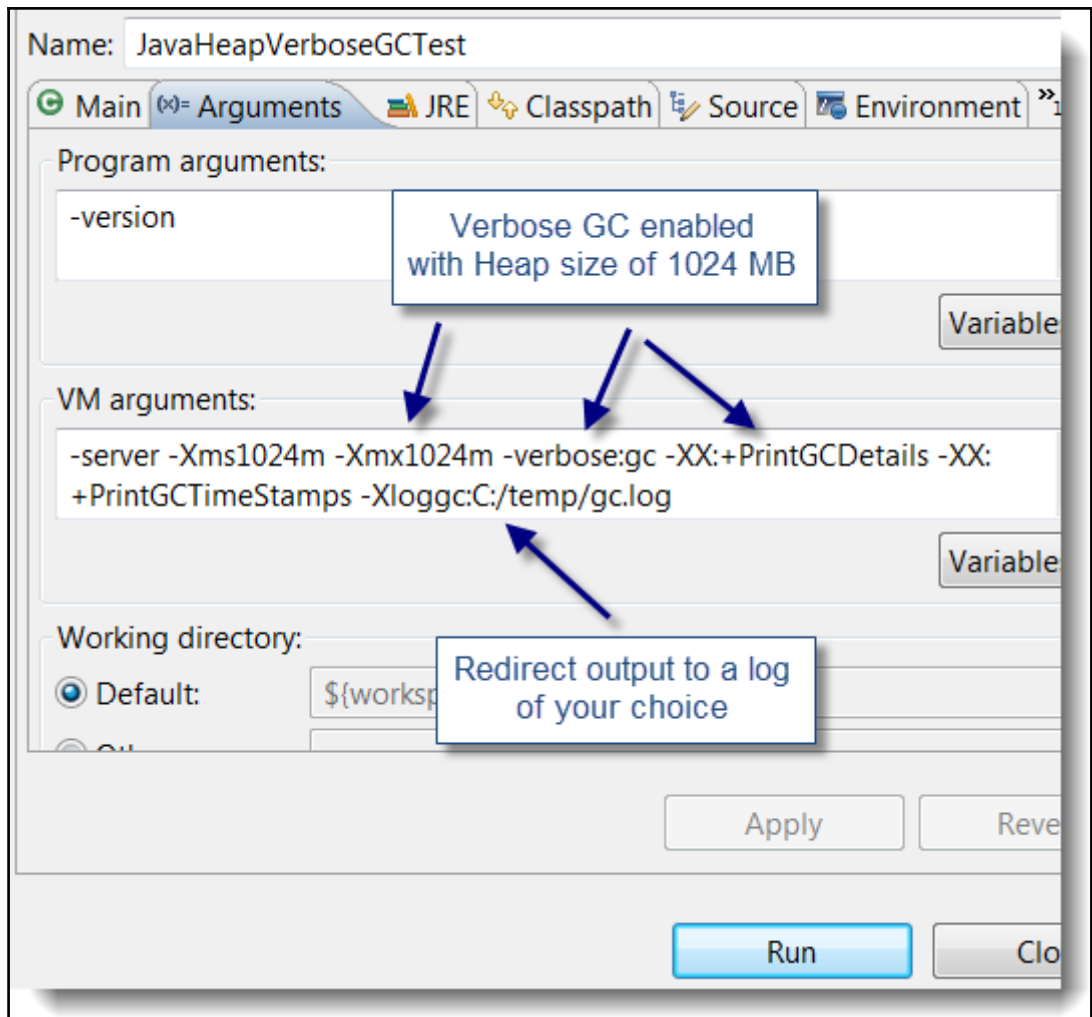 Name: JavaHeapVerboseGCTest
Main (x)= Arguments JRE Classpath Source Environment »1
Program arguments:
-version
Verbose GC enabled
with Heap size of 1024 MB
Variable
VM arguments:
-server -Xms1024m -Xmx1024m -verbose:gc -XX:+PrintGCDetails -XX:
+PrintGCTimeStamps -Xloggc:C:/temp/gc.log
Variable
Working directory:
Default: ${worksp
Redirect output to a log
of your choice
Apply Reve
Run Clo